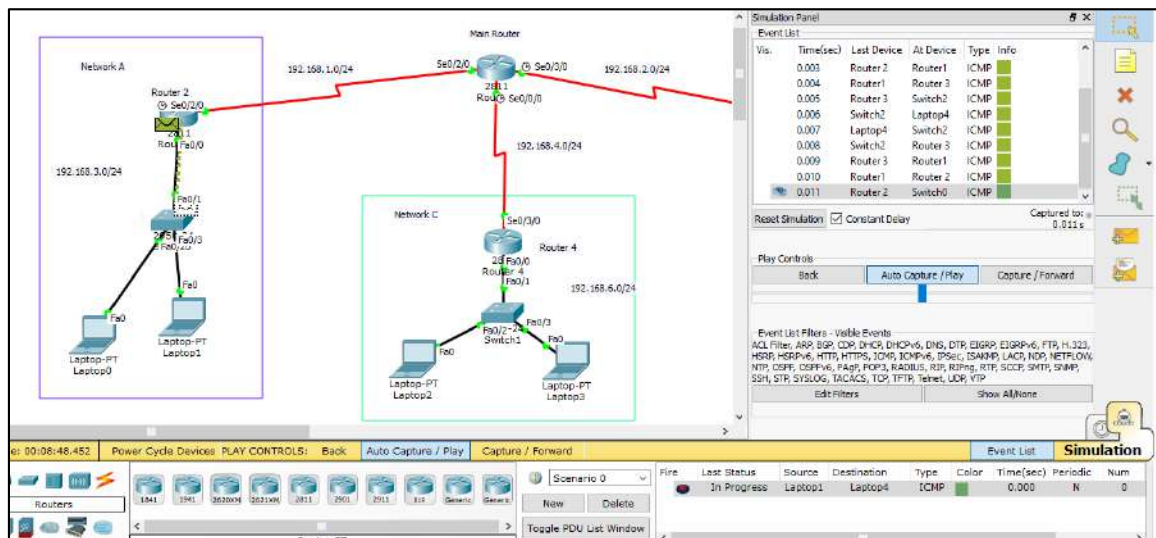 Main Router
Network A
192.168.1.0/24
Se0/2/0
Se0/3/0
192.168.2.0/24
2811
Se0/0/0
Router 2
Se0/2/0
Fa0/0
192.168.3.0/24
192.168.4.0/24
Fa0/1
Fa0/3
Fa0
Fa0
Laptop-PT
Laptop1
Laptop-PT
Laptop0
Network C
Se0/3/0
Router 4
Fa0/0
Router 4
Fa0/1
192.168.6.0/24
Fa0/2
Fa0/3
Switch1
Fa0
Fa0
Laptop-PT
Laptop2
Laptop-PT
Laptop3
Simulation Panel
Event List
Vis. Time(sec) Last Device At Device Type Info
0.003 Router 2 Router1 ICMP
0.004 Router1 Router 3 ICMP
0.005 Router 3 Switch2 ICMP
0.006 Switch2 Laptop4 ICMP
0.007 Laptop4 Switch2 ICMP
0.008 Switch2 Router 3 ICMP
0.009 Router 3 Router1 ICMP
0.010 Router1 Router 2 ICMP
0.011 Router 2 Switch0 ICMP
Reset Simulation Constant Delay Captured to:
0.011 s
Play Controls
Back Auto Capture / Play Capture / Forward
Event List Filters - Visible Events
ACL Filter, ARP, BGP, CDP, DHCP, DHCPv6, DNS, DTP, EIGRP, EIGRPv6, FTP, H.323,
HSRP, HSRPv6, HTTP, HTTPS, ICMP, ICMPv6, IPSec, ISAKMP, LACP, NDP, NETFLOW,
NTP, OSPF, OSPFv6, PAgP, POP3, RADIUS, RIP, RIPng, RTP, SCCP, SMTP, SNMP,
SSH, STP, SYSLOG, TACACS, TCP, TFTP, Telnet, UDP, VTP
Edit Filters Show All/None
e: 00:08:48.452 Power Cycle Devices PLAY CONTROLS: Back Auto Capture / Play Capture / Forward Event List Simulation
Routers
1841 1941 2620XM 2621XM 2811 2901 2911 819 Generic Generic
Scenario 0
New Delete
Toggle PDU List Window
Fire Last Status Source Destination Type Color Time(sec) Periodic Num
In Progress Laptop1 Laptop4 ICMP 0.000 N 0